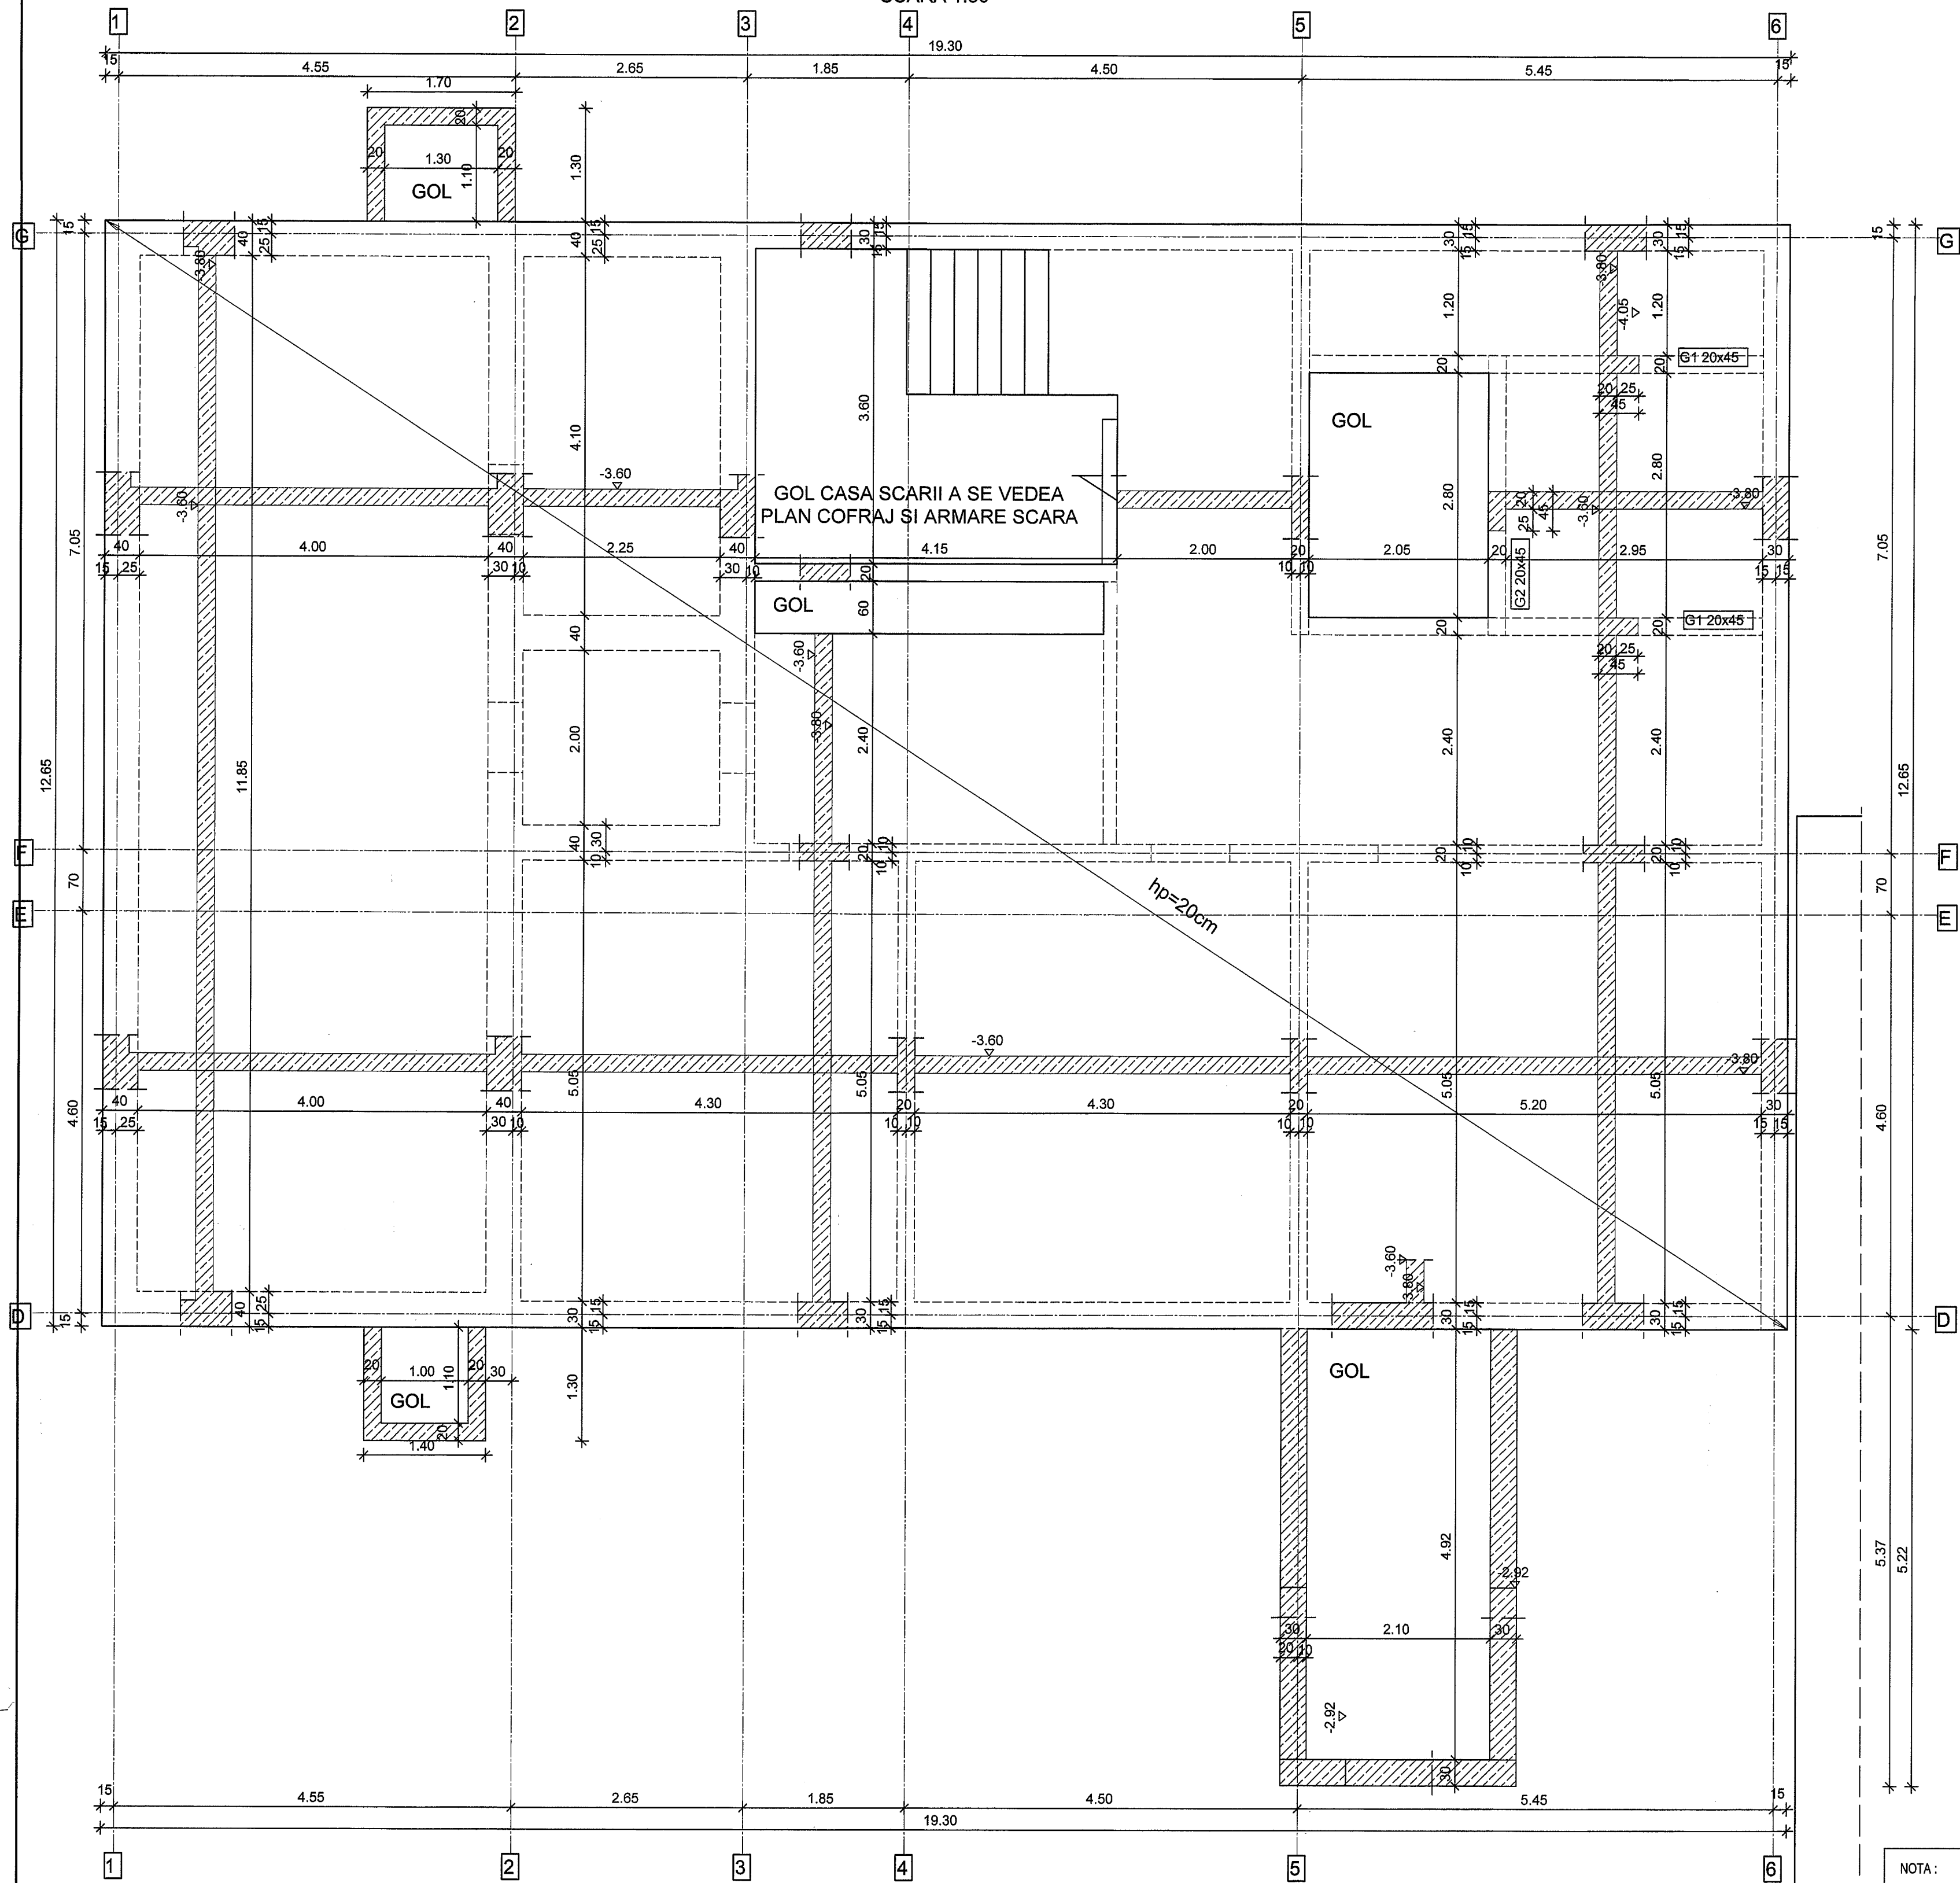 1 2 3 4 5 6
19.30
15 4.55 2.65 1.85 4.50 5.45 15
1.70
20
20 1.30 20
1.10
1.30
GOL
G G
15 15
40 25 15
40 25 15
30 15
30 15 15
30 15 15
-3.80
-3.80
-4.05
1.20 1.20
G1 20x45
20 20
20 25
45
GOL
3.60
4.10
2.80 2.80
-3.60
-3.60
-3.60
-3.80
GOL CASA SCARII A SE VEDEA
PLAN COFRAJ SI ARMARE SCARA
20 25 45
7.05 7.05
40 4.00 40 2.25 40 4.15 2.00 20 2.05 20 2.95 30
15 25 30 10 30 10 10 10 15 15
G2 20x45
20
60
GOL
40
20 20
G1 20x45
20 25
45
-3.60
-3.80
2.00
2.40 2.40 2.40
12.65 11.85 12.65
F F
40 10 30
20 10 10
20 10 10
20 10 10
70 70
E E
hp=20cm
-3.60
-3.80
5.05 5.05 5.05 5.05
40 4.00 40 4.30 20 4.30 20 5.20 30
15 25 30 10 10 10 10 10 15 15
4.60 4.60
-3.60
-3.80
D D
15
40 15 25
30 15 15
30 15 15
30 15 15
30 15 15
20 1.00 20 30
1.10
GOL
20
1.40
1.30
GOL
4.92
5.37
5.22
-2.92
30 2.10 30
20 10
-2.92
30
15 4.55 2.65 1.85 4.50 5.45 15
19.30
1 2 3 4 5 6
NOTA :